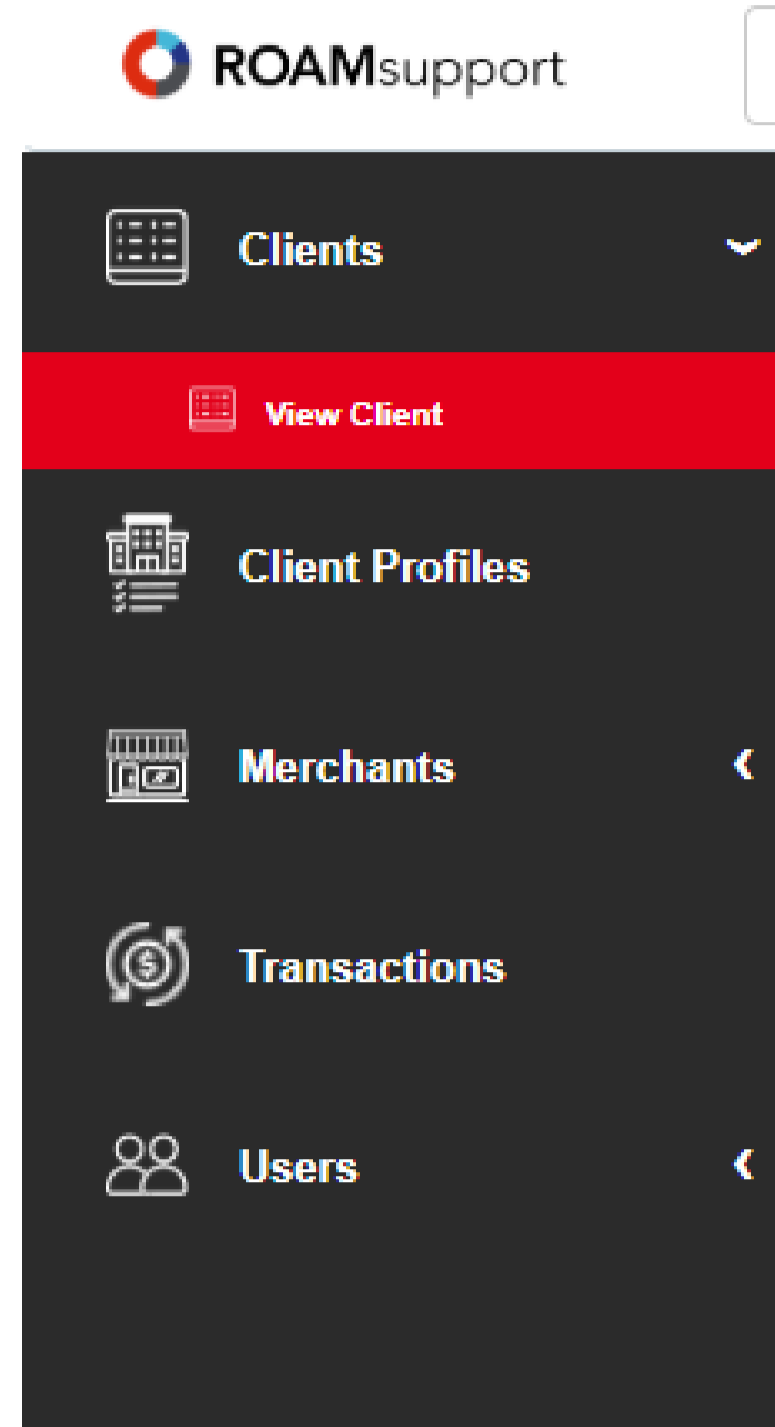 ROAMsupport
Clients
View Client
Client Profiles
Merchants
Transactions
Users